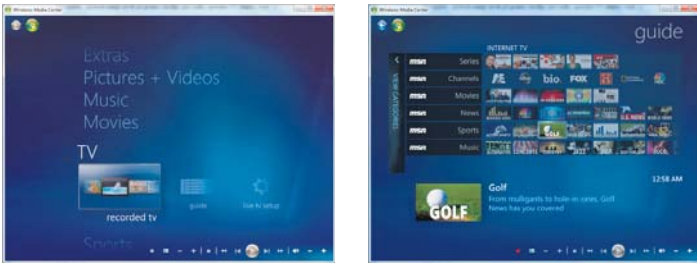 Windows Media Center
Extras
Pictures + Videos
Music
Movies
TV
recorded tv
guide
live tv setup
Sports
Windows Media Center
guide
INTERNET TV
VIEW CATEGORIES
msn Series
msn Channels
bio. FOX
msn Movies
msn News
msn Sports
GOLF
msn Music
12:58 AM
GOLF
Golf
From mulligans to hole-in-ones, Golf
News has you covered